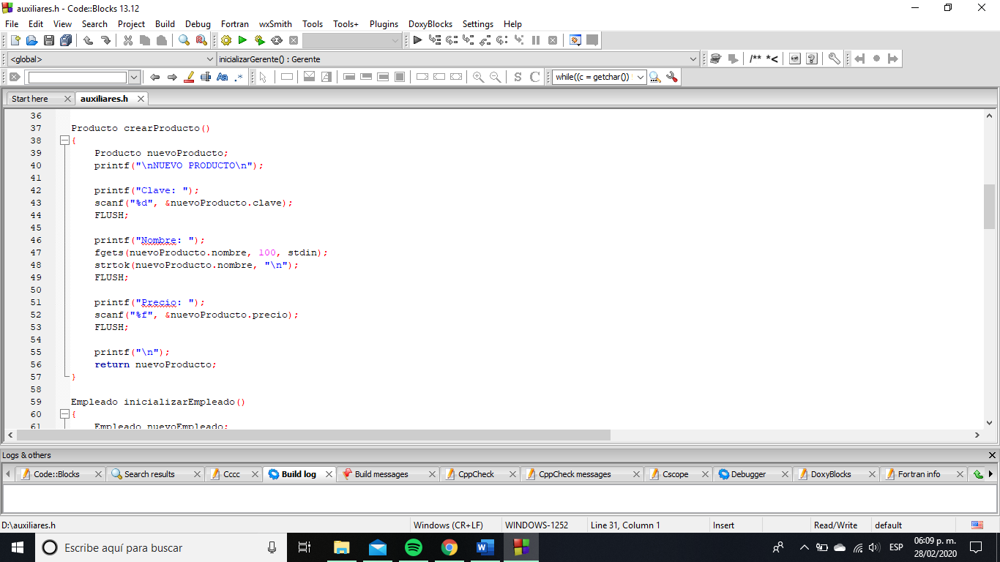 auxiliares.h - Code::Blocks 13.12
File Edit View Search Project Build Debug Fortran wxSmith Tools Tools+ Plugins DoxyBlocks Settings Help
<global> inicializarGerente() : Gerente /** *<
Aa .* S C while((c = getchar())
Start here auxiliares.h
36
37 Producto crearProducto()
38 {
39 Producto nuevoProducto;
40 printf("\nNUEVO PRODUCTO\n");
41
42 printf("Clave: ");
43 scanf("%d", &nuevoProducto.clave);
44 FLUSH;
45
46 printf("Nombre: ");
47 fgets(nuevoProducto.nombre, 100, stdin);
48 strtok(nuevoProducto.nombre, "\n");
49 FLUSH;
50
51 printf("Precio: ");
52 scanf("%f", &nuevoProducto.precio);
53 FLUSH;
54
55 printf("\n");
56 return nuevoProducto;
57 }
58
59 Empleado inicializarEmpleado()
60 {
61 Empleado nuevoEmpleado;
Logs & others
Code::Blocks Search results Cccc Build log Build messages CppCheck CppCheck messages Cscope Debugger DoxyBlocks Fortran info
D:\auxiliares.h Windows (CR+LF) WINDOWS-1252 Line 31, Column 1 Insert Read/Write default
Escribe aquí para buscar
ESP
06:09 p. m.
28/02/2020